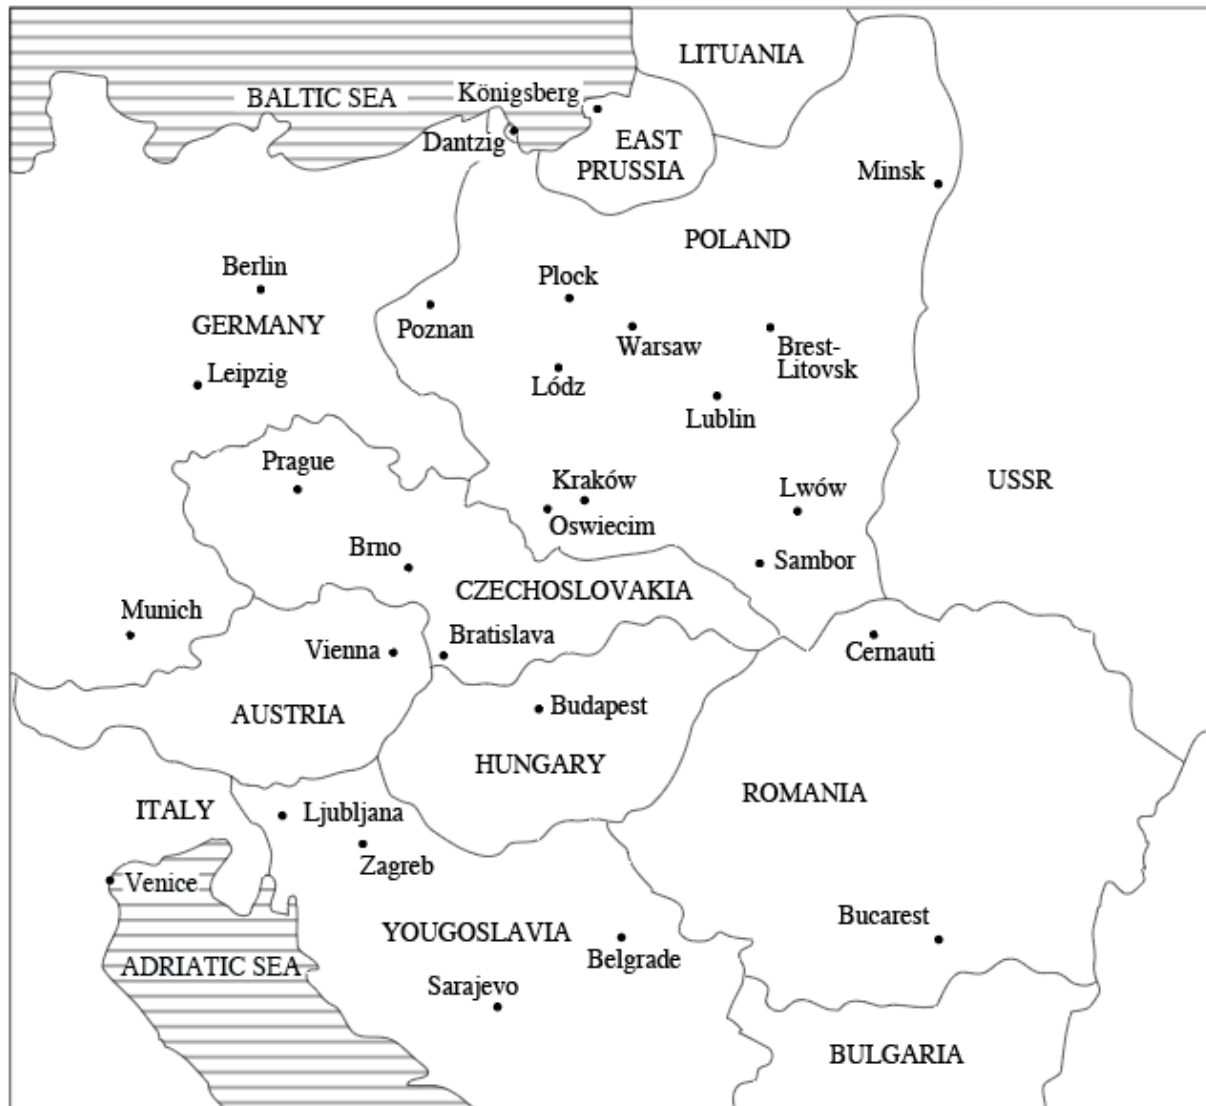 LITUANIA
Königsberg
BALTIC SEA
Dantzig
EAST
PRUSSIA
Minsk
POLAND
Berlin
Plock
GERMANY
Poznan
Warsaw
Brest-
Litovsk
Leipzig
Lódz
Lublin
Prague
Kraków
Lwów
USSR
Oswiecim
Brno
Sambor
CZECHOSLOVAKIA
Munich
Vienna
Bratislava
Cernauti
AUSTRIA
Budapest
HUNGARY
ROMANIA
ITALY
Ljubljana
Zagreb
Venice
Bucarest
YOUGOSLAVIA
Belgrade
ADRIATIC SEA
Sarajevo
BULGARIA